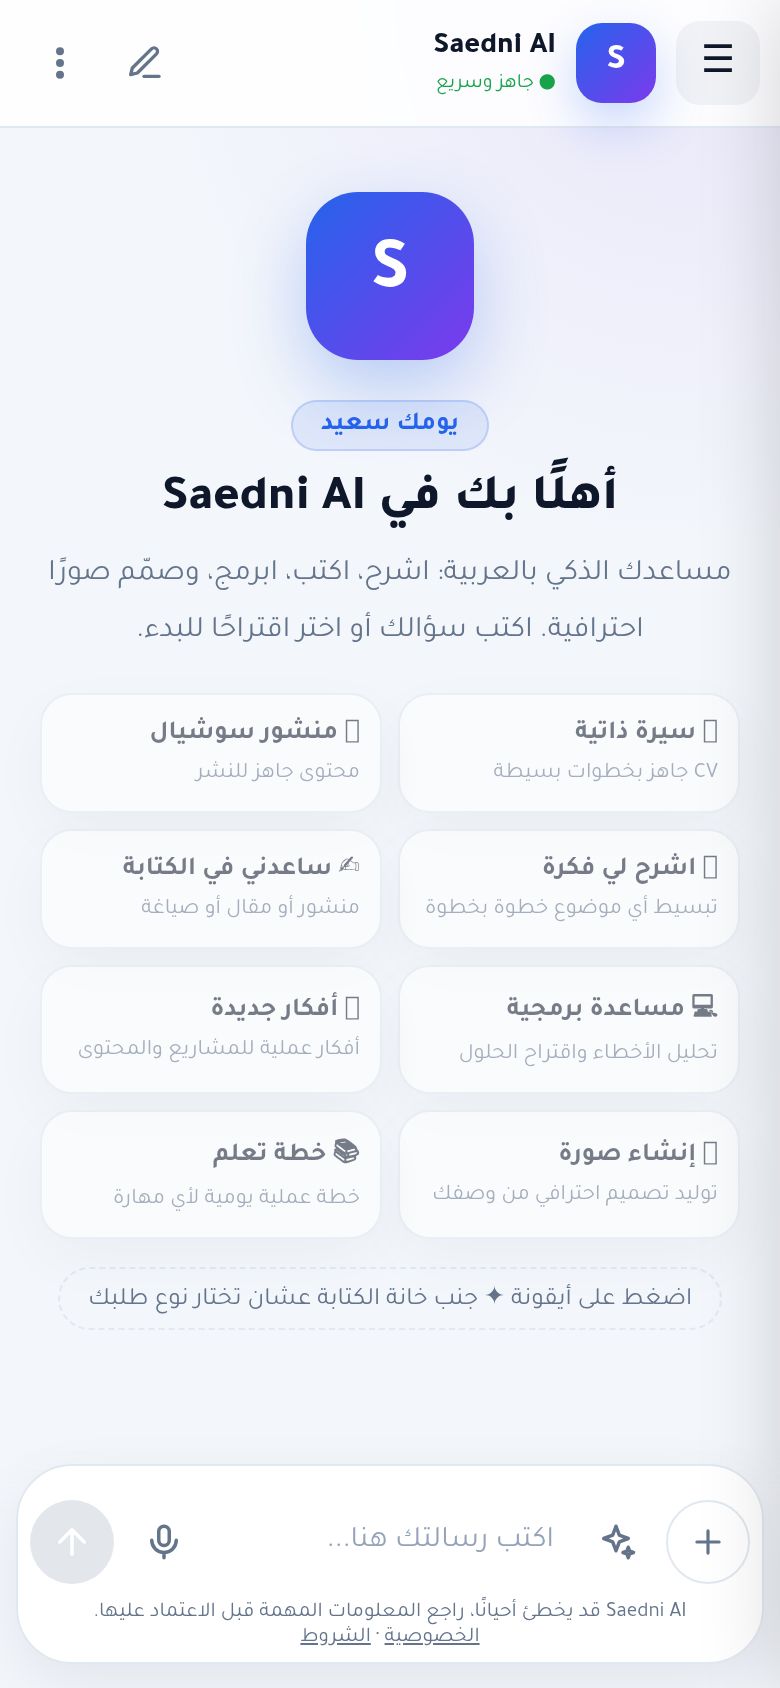 ☰
S
Saedni AI
جاهز وسريع
S
يومك سعيد
أهلًا بك في Saedni AI
مساعدك الذكي بالعربية: اشرح، اكتب، ابرمج، وصمّم صورًا
احترافية. اكتب سؤالك أو اختر اقتراحًا للبدء.
سيرة ذاتية
CV جاهز بخطوات بسيطة
منشور سوشيال
محتوى جاهز للنشر
اشرح لي فكرة
تبسيط أي موضوع خطوة بخطوة
✍ ساعدني في الكتابة
منشور أو مقال أو صياغة
💻 مساعدة برمجية
تحليل الأخطاء واقتراح الحلول
أفكار جديدة
أفكار عملية للمشاريع والمحتوى
إنشاء صورة
توليد تصميم احترافي من وصفك
📚 خطة تعلم
خطة عملية يومية لأي مهارة
اضغط على أيقونة ✦ جنب خانة الكتابة عشان تختار نوع طلبك
اكتب رسالتك هنا...
Saedni AI قد يخطئ أحيانًا، راجع المعلومات المهمة قبل الاعتماد عليها.
الخصوصية · الشروط